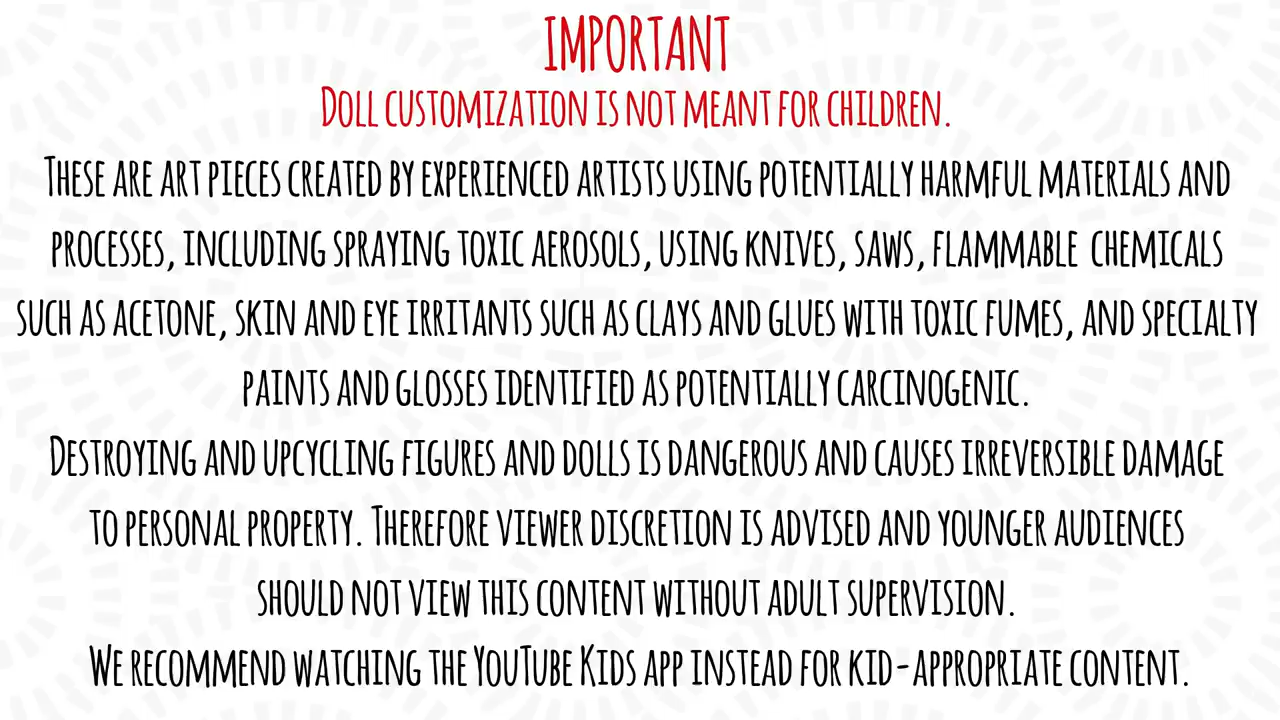 IMPORTANT
Doll customization is not meant for children.
These are art pieces created by experienced artists using potentially harmful materials and
processes, including spraying toxic aerosols, using knives, saws, flammable chemicals
such as acetone, skin and eye irritants such as clays and glues with toxic fumes, and specialty
paints and glosses identified as potentially carcinogenic.
Destroying and upcycling figures and dolls is dangerous and causes irreversible damage
to personal property. Therefore viewer discretion is advised and younger audiences
should not view this content without adult supervision.
We recommend watching the YouTube Kids app instead for kid-appropriate content.